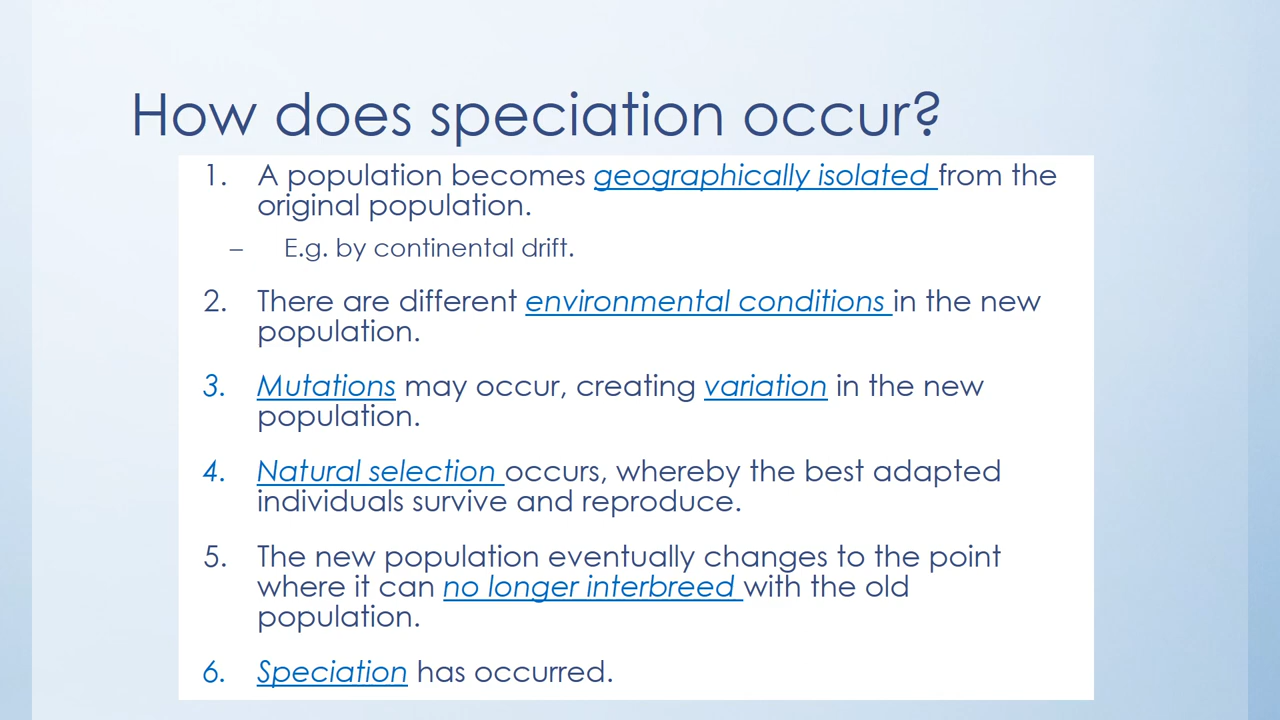 How does speciation occur?
1. A population becomes geographically isolated from the
original population.
– E.g. by continental drift.
2. There are different environmental conditions in the new
population.
3. Mutations may occur, creating variation in the new
population.
4. Natural selection occurs, whereby the best adapted
individuals survive and reproduce.
5. The new population eventually changes to the point
where it can no longer interbreed with the old
population.
6. Speciation has occurred.